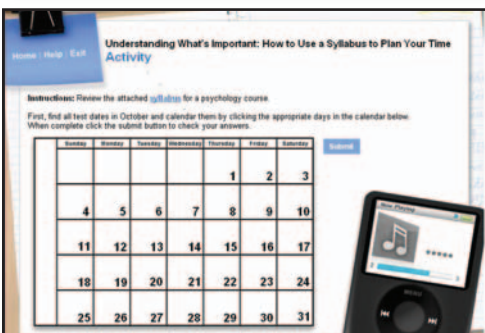 Understanding What's Important: How to Use a Syllabus to Plan Your Time
Home | Help | Exit
Activity
Instructions: Review the attached syllabus for a psychology course.
First, find all test dates in October and calendar them by clicking the appropriate days in the calendar below.
When complete click the submit button to check your answers.
Sunday Monday Tuesday Wednesday Thursday Friday Saturday
Submit
1 2 3
4 5 6 7 8 9 10
11 12 13 14 15 16 17
18 19 20 21 22 23 24
25 26 27 28 29 30 31
Now Playing
MENU